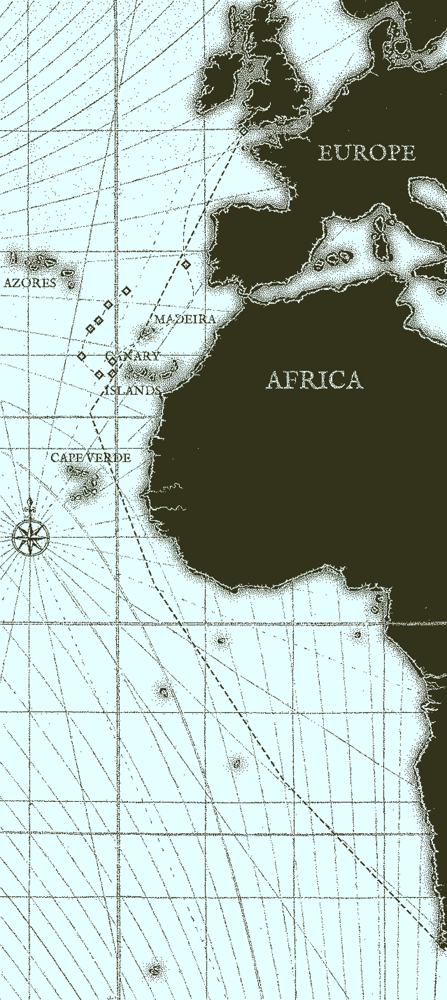 EUROPE
AZORES
MADEIRA
CANARY
ISLANDS
AFRICA
CAPE VERDE